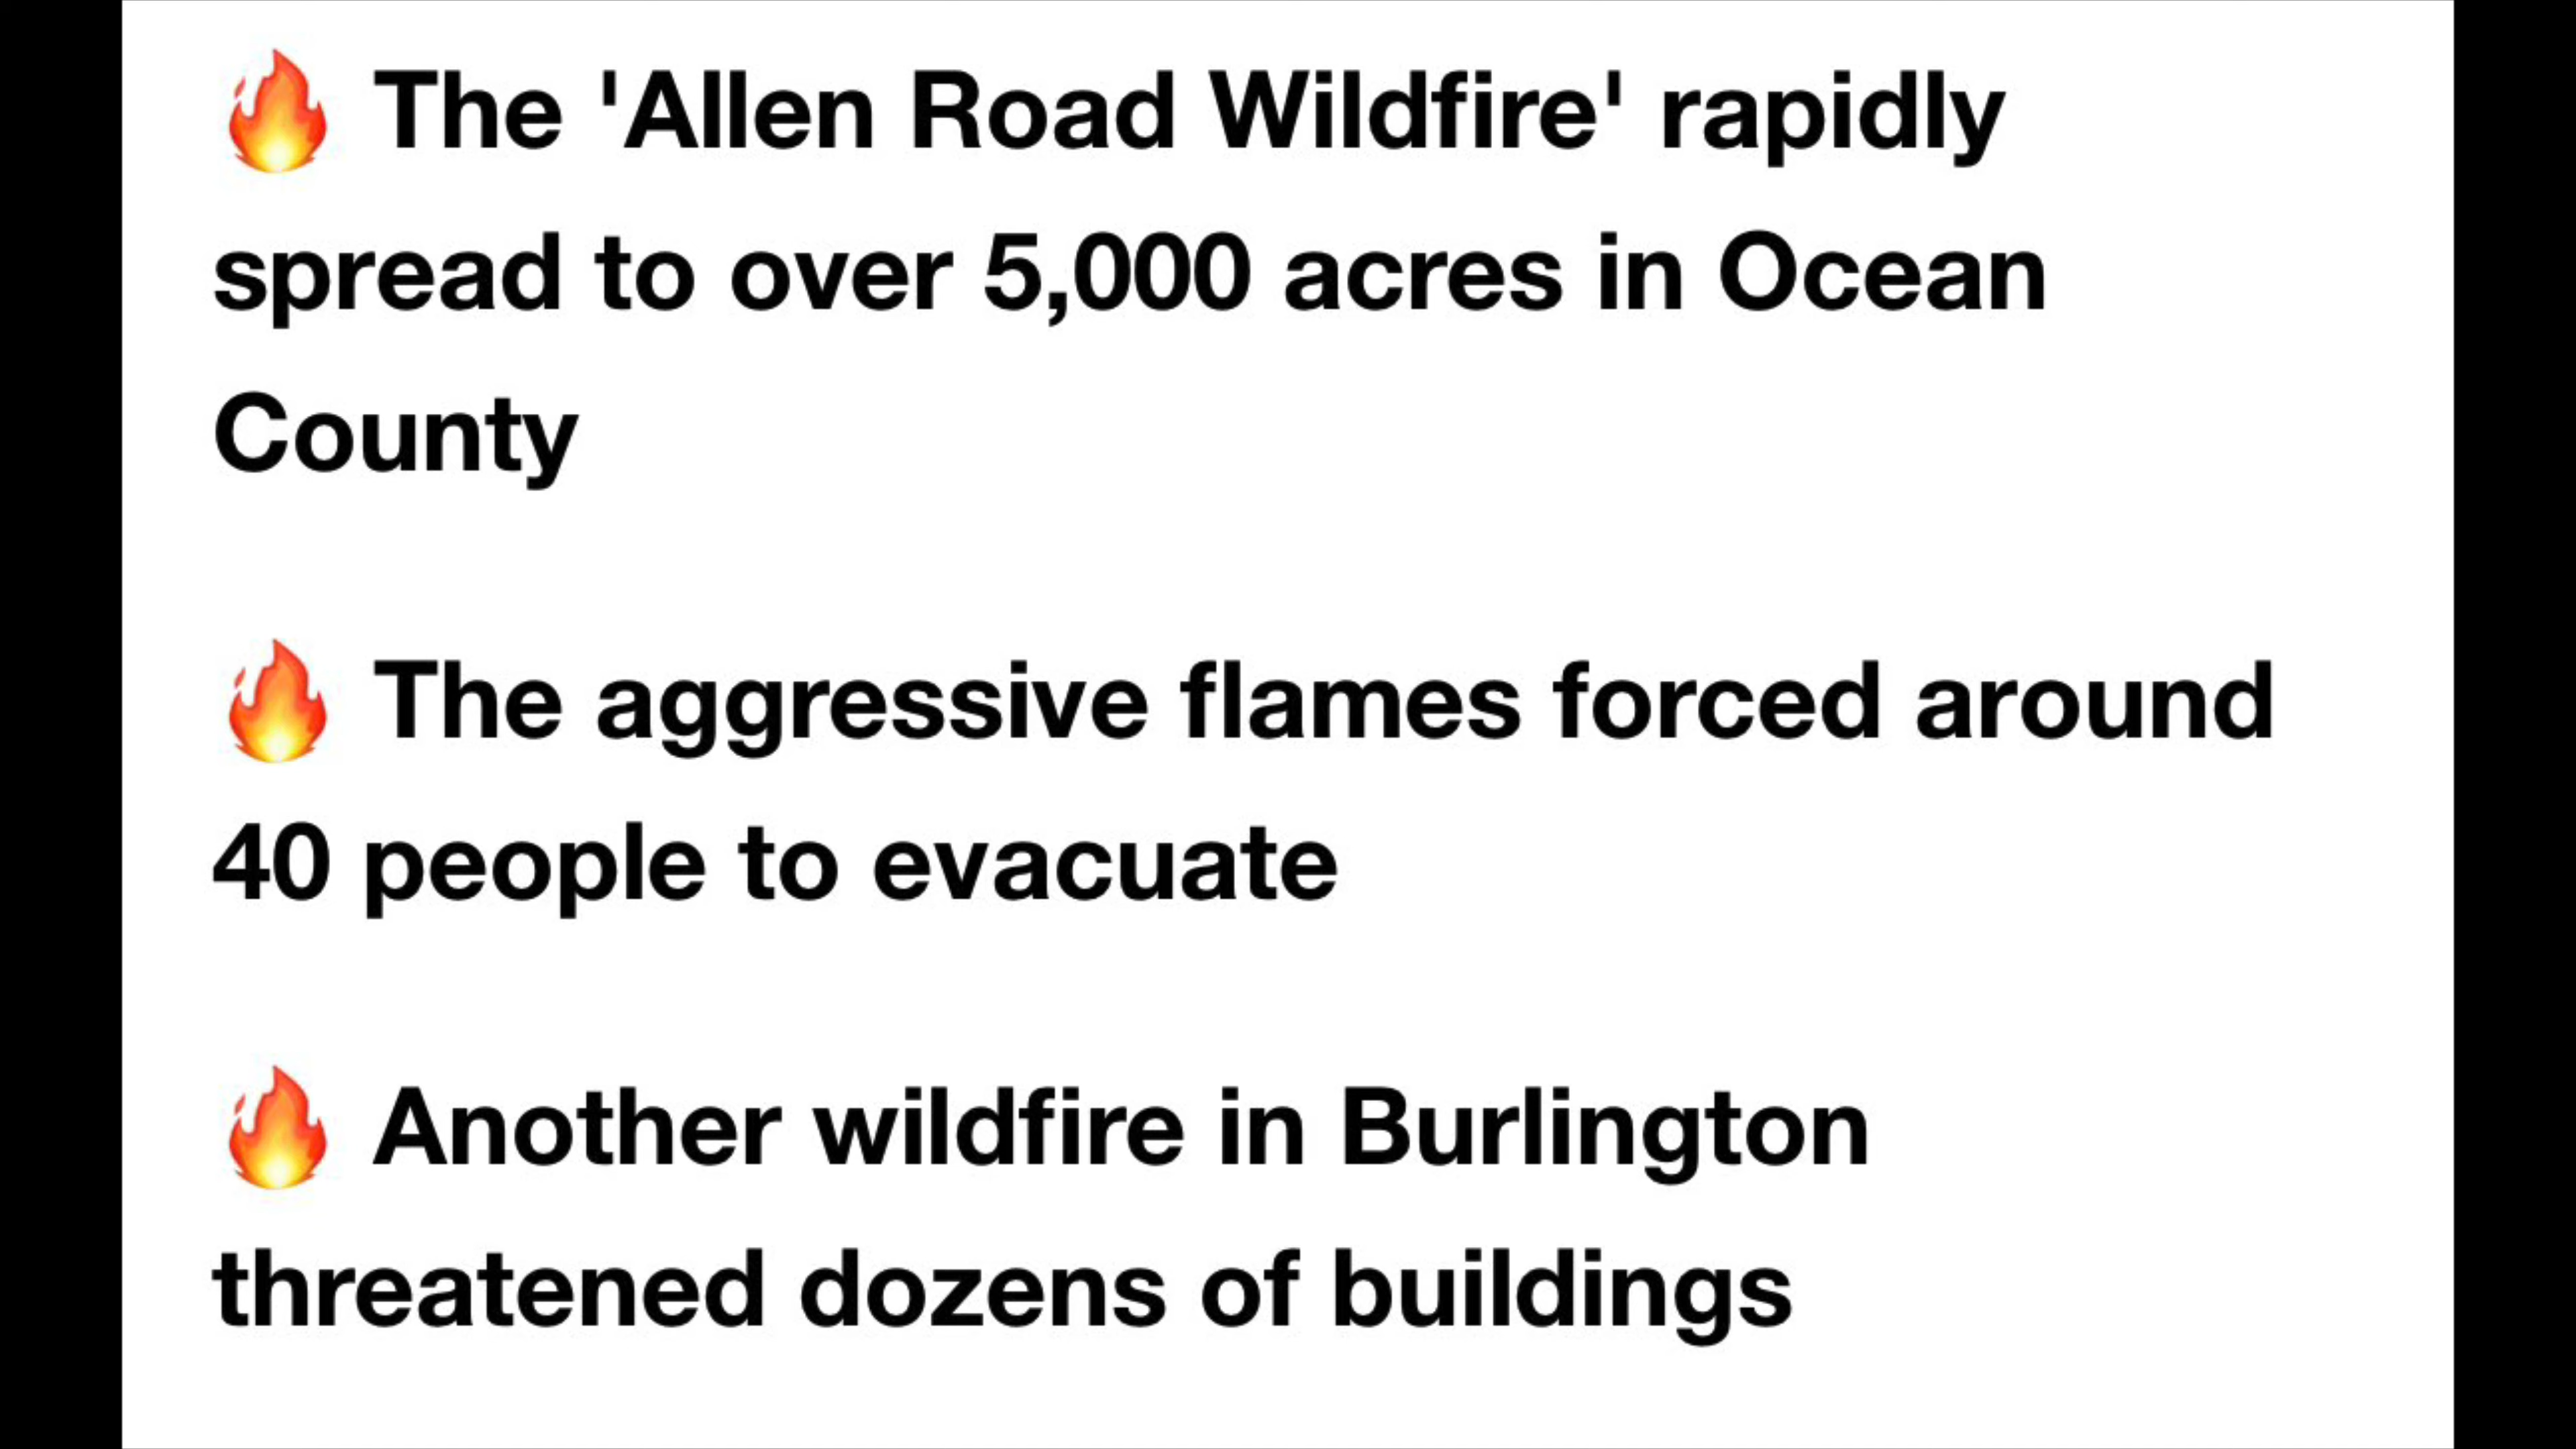 🔥 The 'Allen Road Wildfire' rapidly
spread to over 5,000 acres in Ocean
County
🔥 The aggressive flames forced around
40 people to evacuate
🔥 Another wildfire in Burlington
threatened dozens of buildings